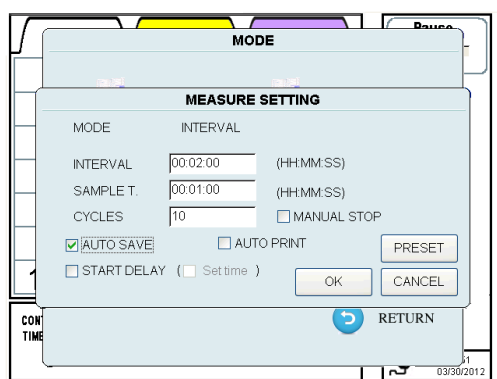 Pause
MODE
MEASURE SETTING
MODE INTERVAL
INTERVAL 00:02:00 (HH:MM:SS)
SAMPLE T. 00:01:00 (HH:MM:SS)
CYCLES 10 MANUAL STOP
AUTO SAVE AUTO PRINT PRESET
START DELAY ( Set time ) OK CANCEL
CON
TIME
RETURN
03/30/2012